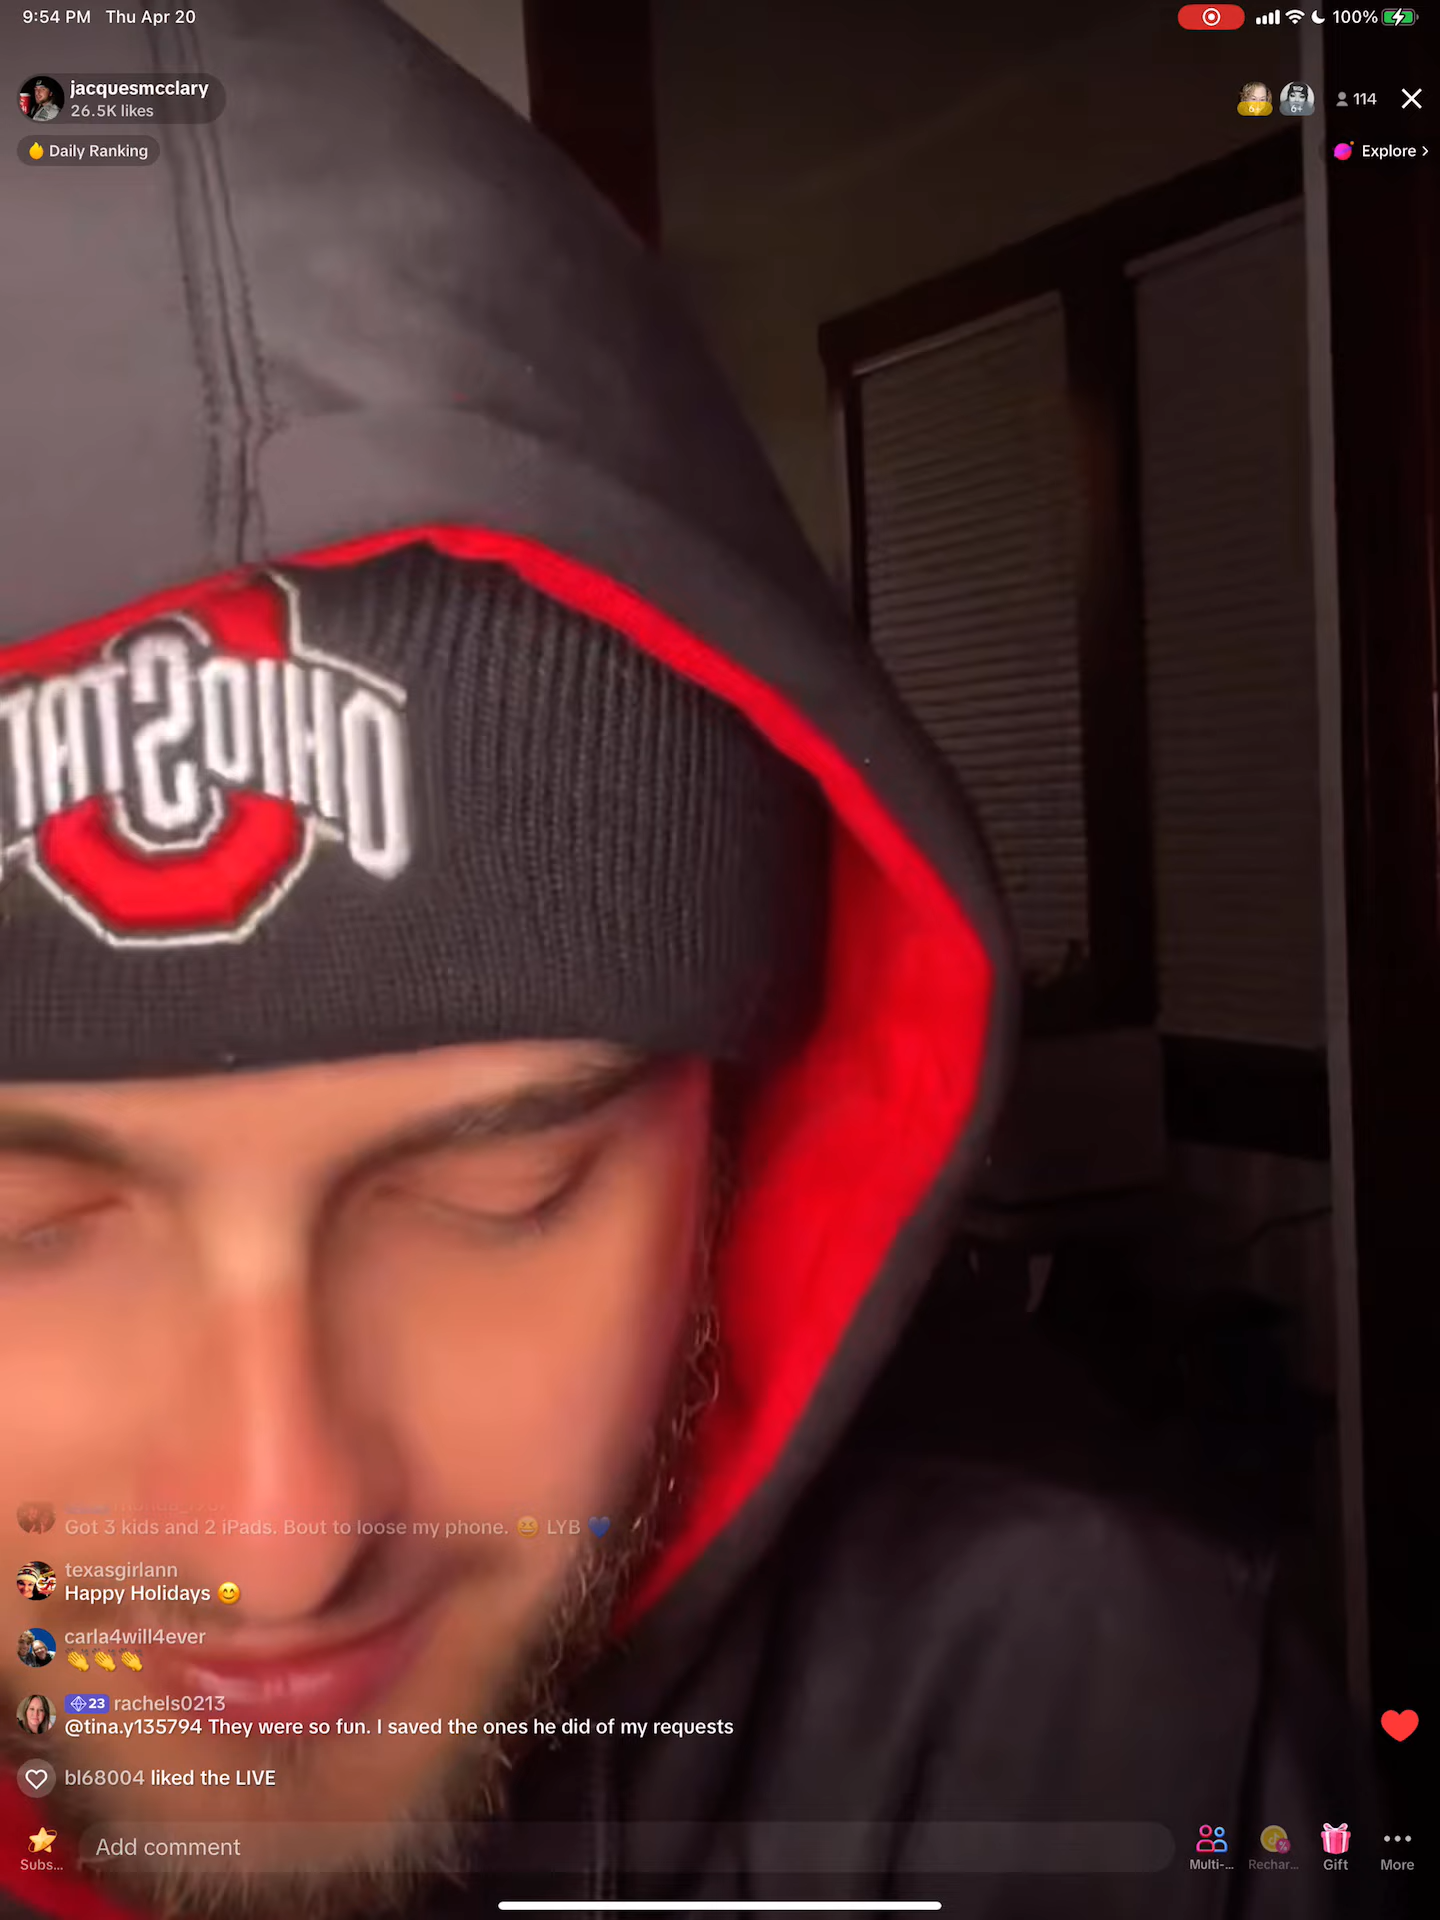 9:54 PM Thu Apr 20
100%
jacquesmcclary
26.5K likes
114
Daily Ranking
Explore >
OHIO STAT
Got 3 kids and 2 iPads. Bout to loose my phone. 😆 LYB 💙
texasgirlann
Happy Holidays 😊
carla4will4ever
👏👏👏
23 rachels0213
@tina.y135794 They were so fun. I saved the ones he did of my requests
bl68004 liked the LIVE
Add comment
Subs...
Multi-...
Rechar...
Gift
More